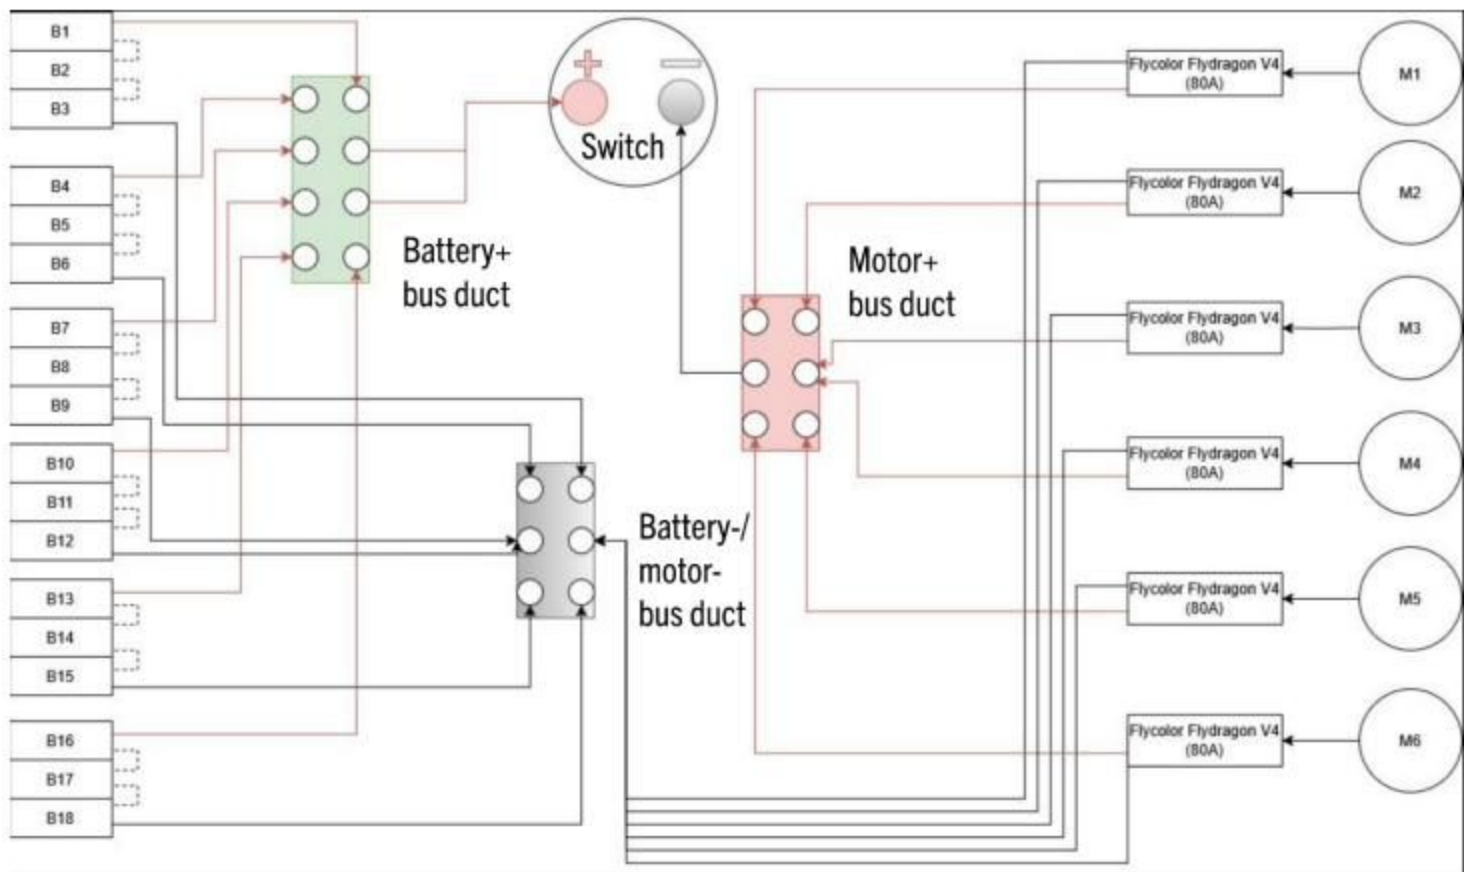 B1
B2
B3
B4
B5
B6
B7
B8
B9
B10
B11
B12
B13
B14
B15
B16
B17
B18
Battery+
bus duct
Switch
Battery-/
motor-
bus duct
Motor+
bus duct
Flycolor Flydragon V4
(80A)
M1
Flycolor Flydragon V4
(80A)
M2
Flycolor Flydragon V4
(80A)
M3
Flycolor Flydragon V4
(80A)
M4
Flycolor Flydragon V4
(80A)
M5
Flycolor Flydragon V4
(80A)
M6